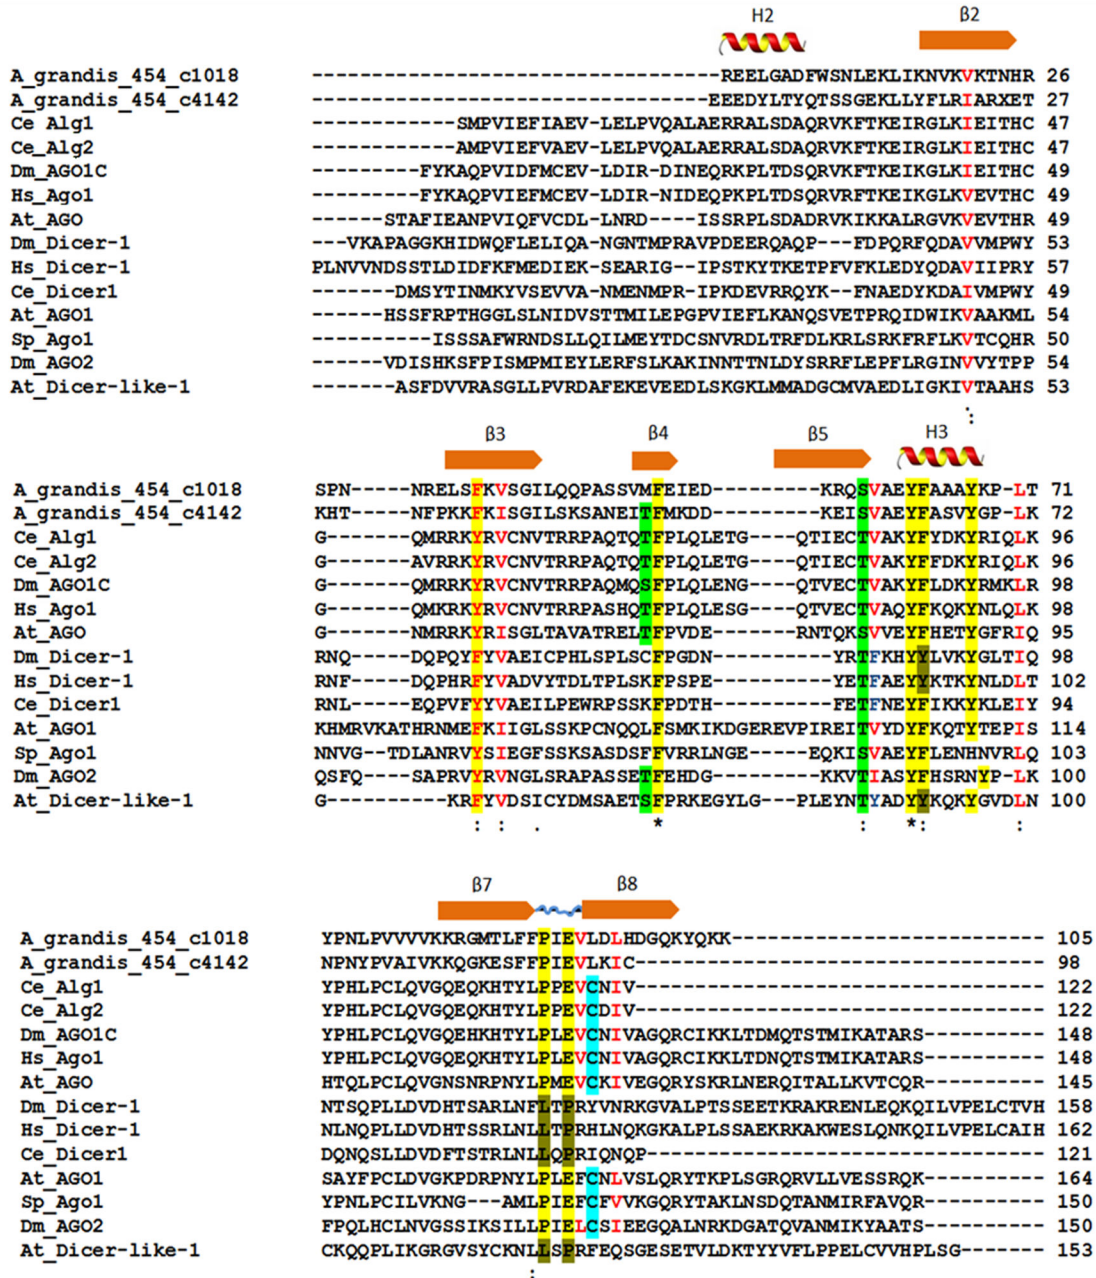 H2 β2
A_grandis_454_c1018 ----------------------------------REELGADFWSNLEKLIKNVKVKTNHR 26
A_grandis_454_c4142 ---------------------------------EEEDYLTYQTSSGEKLLYFLRIARXET 27
Ce_Alg1 ------------SMPVIEFIAEV-LELPVQALAERRALSDAQRVKFTKEIRGLKIEITHC 47
Ce_Alg2 ------------AMPVIEFVAEV-LELPVQALAERRALSDAQRVKFTKEIRGLKIEITHC 47
Dm_AGO1C ---------FYKAQPVIDFMCEV-LDIR-DINEQRKPLTDSQRVKFTKEIKGLKIEITHC 49
Hs_Ago1 ---------FYKAQPVIEFMCEV-LDIR-NIDEQPKPLTDSQRVRFTKEIKGLKVEVTHC 49
At_AGO ------STAFIEANPVIQFVCDL-LNRD----ISSRPLSDADRVKIKKALRGVKVEVTHR 49
Dm_Dicer-1 ---VKAPAGGKHIDWQFLELIQA-NGNTMPRAVPDEERQAQP---FDPQRFQDAVVMPWY 53
Hs_Dicer-1 PLNVVNDSSTLDIDFKFMEDIEK-SEARIG--IPSTKYTKETPFVFKLEDYQDAVIIPRY 57
Ce_Dicer1 -------DMSYTINMKYVSEVVA-NMENMPR-IPKDEVRRQYK--FNAEDYKDAIVMPWY 49
At_AGO1 ------HSSFRPTHGGLSLNIDVSTTMILEPGPVIEFLKANQSVETPRQIDWIKVAAKML 54
Sp_Ago1 ----------ISSSAFWRNDSLLQILMEYTDCSNVRDLTRFDLKRLSRKFRFLKVTCQHR 50
Dm_AGO2 ------VDISHKSFPISMPMIEYLERFSLKAKINNTTNLDYSRRFLEPFLRGINVVYTPP 54
At_Dicer-like-1 -------ASFDVVRASGLLPVRDAFEKEVEEDLSKGKLMMADGCMVAEDLIGKIVTAAHS 53
:
.
β3 β4 β5 H3
A_grandis_454_c1018 SPN-----NRELSFKVSGILQQPASSVMFEIED---------KRQSVAEYFAAAYKP-LT 71
A_grandis_454_c4142 KHT-----NFPKKFKISGILSKSANEITFMKDD---------KEISVAEYFASVYGP-LK 72
Ce_Alg1 G-------QMRRKYRVCNVTRRPAQTQTFPLQLETG------QTIECTVAKYFYDKYRIQLK 96
Ce_Alg2 G-------AVRRKYRVCNVTRRPAQTQTFPLQLETG------QTIECTVAKYFFDKYRIQLK 96
Dm_AGO1C G-------QMRRKYRVCNVTRRPAQMQSFPLQLENG------QTVECTVAKYFLDKYRMKLR 98
Hs_Ago1 G-------QMKRKYRVCNVTRRPASHQTFPLQLESG------QTVECTVAQYFKQKYNLQLK 98
At_AGO G-------NMRRKYRISGLTAVATRELTFPVDE---------RNTQKSVVEYFHETYGFRIQ 95
Dm_Dicer-1 RNQ-----DQPQYFYVAEICPHLSPLSCFPGDN---------YRTFKHYYLVKYGLTIQ 98
Hs_Dicer-1 RNF-----DQPHRFYVADVYTDLTPLSKFPSPE---------YETFAEYYKTKYNLDLT 102
Ce_Dicer1 RNL-----EQPVFYYVAEILPEWRPSSKFPDTH---------FETFNEYFIKKYKLEIY 94
At_AGO1 KHMRVKATHRNMEFKIIGLSSKPCNQQLFSMKIKDGEREVPIREITVYDYFKQTYTEPIS 114
Sp_Ago1 NNVG--TDLANRVYSIEGFSSKSASDSFFVRRLNGE------EQKISVAEYFLENHNVRLQ 103
Dm_AGO2 QSFQ-----SAPRVYRVNGLSRAPASSETFEHDG---------KKVTIASYFHSRNYP-LK 100
At_Dicer-like-1 G----------KRFYVDSICYDMSAETSFPRKEGYLG-----PLEYNTYADYYKQKYGVDLN 100
: : . * : *: :
β7 β8
A_grandis_454_c1018 YPNLPVVVVKKRGMTLFFPIEVLDLHDGQKYQKK-------------------------- 105
A_grandis_454_c4142 NPNYPVAIVKKQGKESFFPIEVLKIC---------------------------------- 98
Ce_Alg1 YPHLPCLQVGQEQKHTYLPPEVCNIV---------------------------------- 122
Ce_Alg2 YPHLPCLQVGQEQKHTYLPPEVCDIV---------------------------------- 122
Dm_AGO1C YPHLPCLQVGQEHKHTYLPLEVCNIVAGQRCIKKLTDMQTSTMIKATARS---------- 148
Hs_Ago1 YPHLPCLQVGQEQKHTYLPLEVCNIVAGQRCIKKLTDNQTSTMIKATARS---------- 148
At_AGO HTQLPCLQVGNSNRPNYLPMEVCKIVEGQRYSKRLNERQITALLKVTCQR---------- 145
Dm_Dicer-1 NTSQPLLDVDHTSARLNFLTPRYVNRKGVALPTSSEETKRAKRENLEQKQILVPELCTVH 158
Hs_Dicer-1 NLNQPLLDVDHTSSRLNLLTPRHLNQKGKALPLSSAEKRKAKWESLQNKQILVPELCAIH 162
Ce_Dicer1 DQNQSLLDVDFTSTRLNLLQPRIQNQP--------------------------------- 121
At_AGO1 SAYFPCLDVGKPDRPNYLPLEFCNLVSLQRYTKPLSGRQRVLLVESSRQK---------- 164
Sp_Ago1 YPNLPCILVKNG---AMLPIEFCFVVKGQRYTAKLNSDQTANMIRFAVQR---------- 150
Dm_AGO2 FPQLHCLNVGSSIKSILLPIELCSIEEGQALNRKDGATQVANMIKYAATS---------- 150
At_Dicer-like-1 CKQQPLIKGRGVSYCKNLLSPRFEQSGESETVLDKTYYVFLPPELCVVHPLSG------- 153
: